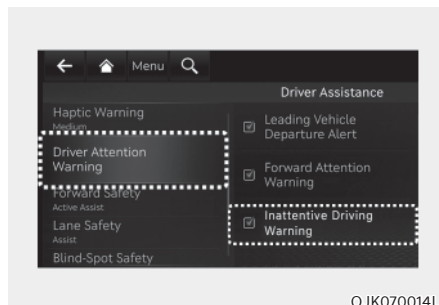 Menu
Driver Assistance
Haptic Warning
Medium
Driver Attention
Warning
Forward Safety
Active Assist
Lane Safety
Assist
Blind-Spot Safety
Leading Vehicle
Departure Alert
Forward Attention
Warning
Inattentive Driving
Warning
OJK070014L